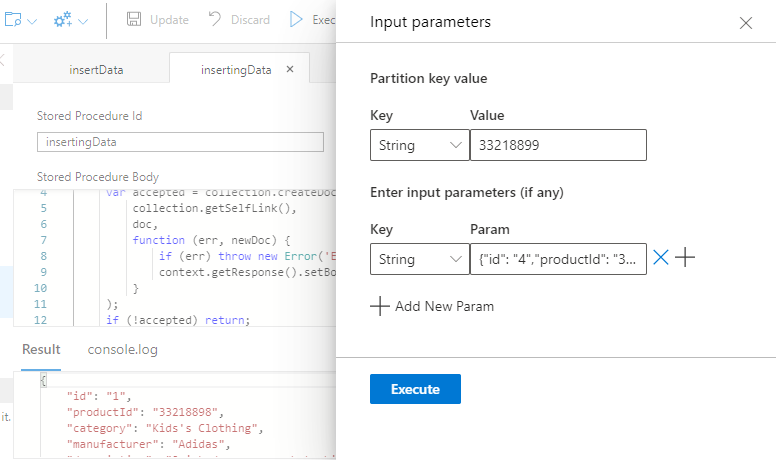 Update
Discard
Exec
insertData
insertingData ×
Stored Procedure Id
insertingData
Stored Procedure Body
4 var accepted = collection.createDoc
5 collection.getSelfLink(),
6 doc,
7 function (err, newDoc) {
8 if (err) throw new Error('E
9 context.getResponse().setBo
10 }
11 );
12 if (!accepted) return;
Result console.log
{
"id": "1",
"productId": "33218898",
it.
"category": "Kids's Clothing",
"manufacturer": "Adidas",
Input parameters
Partition key value
Key Value
String 33218899
Enter input parameters (if any)
Key Param
String {"id": "4","productId": "3...
Add New Param
Execute